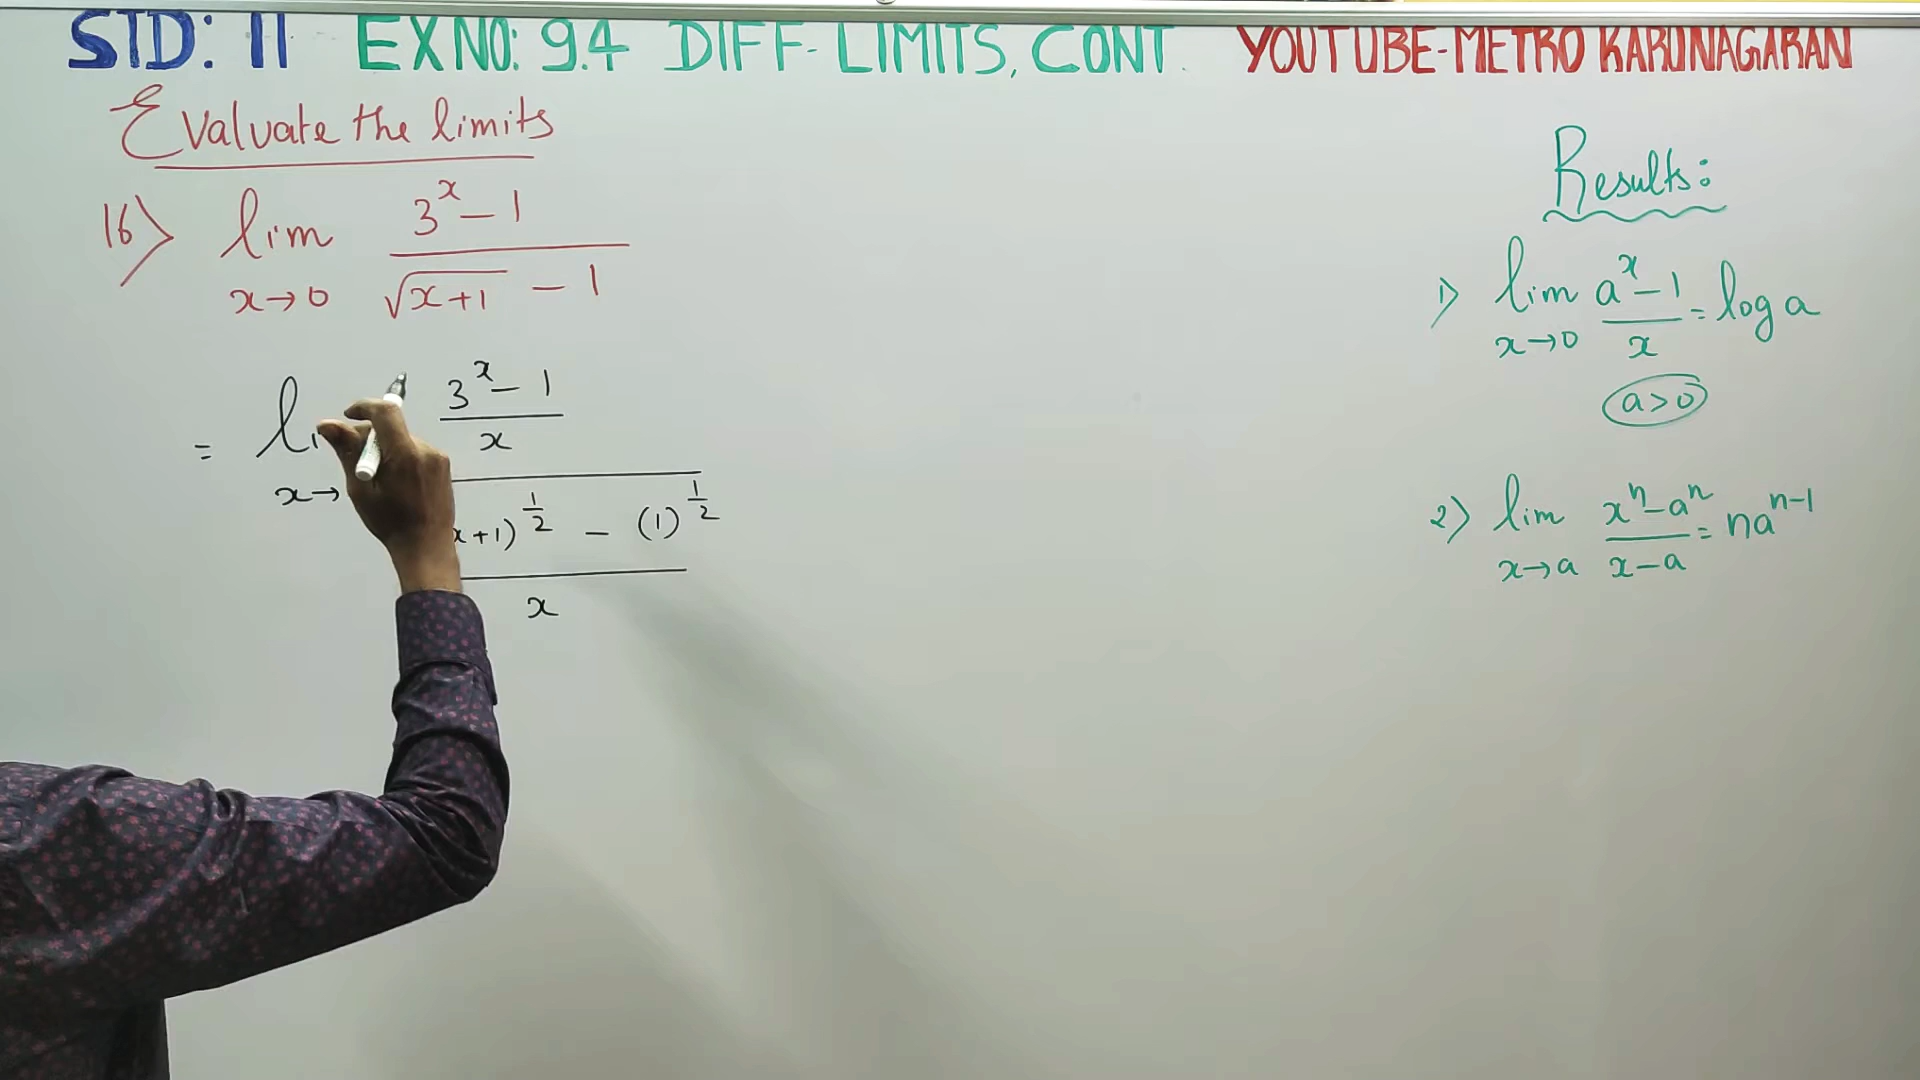 STD: 11 EX NO: 9.4 DIFF- LIMITS, CONT. YOUTUBE-METRO KARUNAGARAN
Evaluate the limits
16) lim x→0 (3^x - 1) / (√(x+1) - 1)
= lim x→ ((3^x - 1) / x) / ((x+1)^(1/2) - (1)^(1/2) / x)
Results:
1) lim x→0 (a^x - 1) / x = log a
a>0
2) lim x→a (x^n - a^n) / (x-a) = na^(n-1)